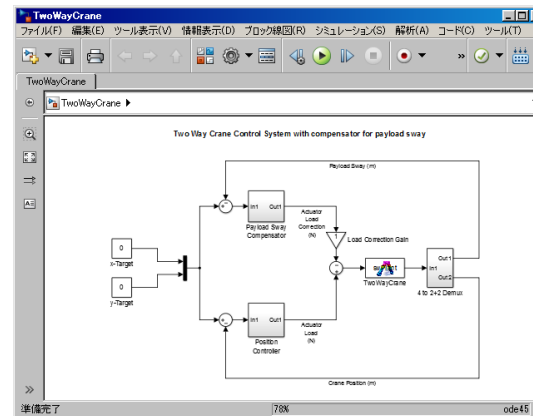 TwoWayCrane
ファイル(F) 編集(E) ツール表示(V) 情報表示(D) ブロック線図(R) シミュレーション(S) 解析(A) コード(C) ツール(T)
TwoWayCrane
TwoWayCrane
Two Way Crane Control System with compensator for payload sway
Payload Sway (m)
In1 Out1
Payload Sway
Compensator
Actuator
Load
Correction
(N)
1
Load Correction Gain
0
x-Target
0
y-Target
TwoWayCrane
In1
Out1
Out2
4 to 2+2 Demux
In1 Out1
Position
Controller
Actuator
Load
(N)
Crane Position (m)
準備完了
78%
ode45